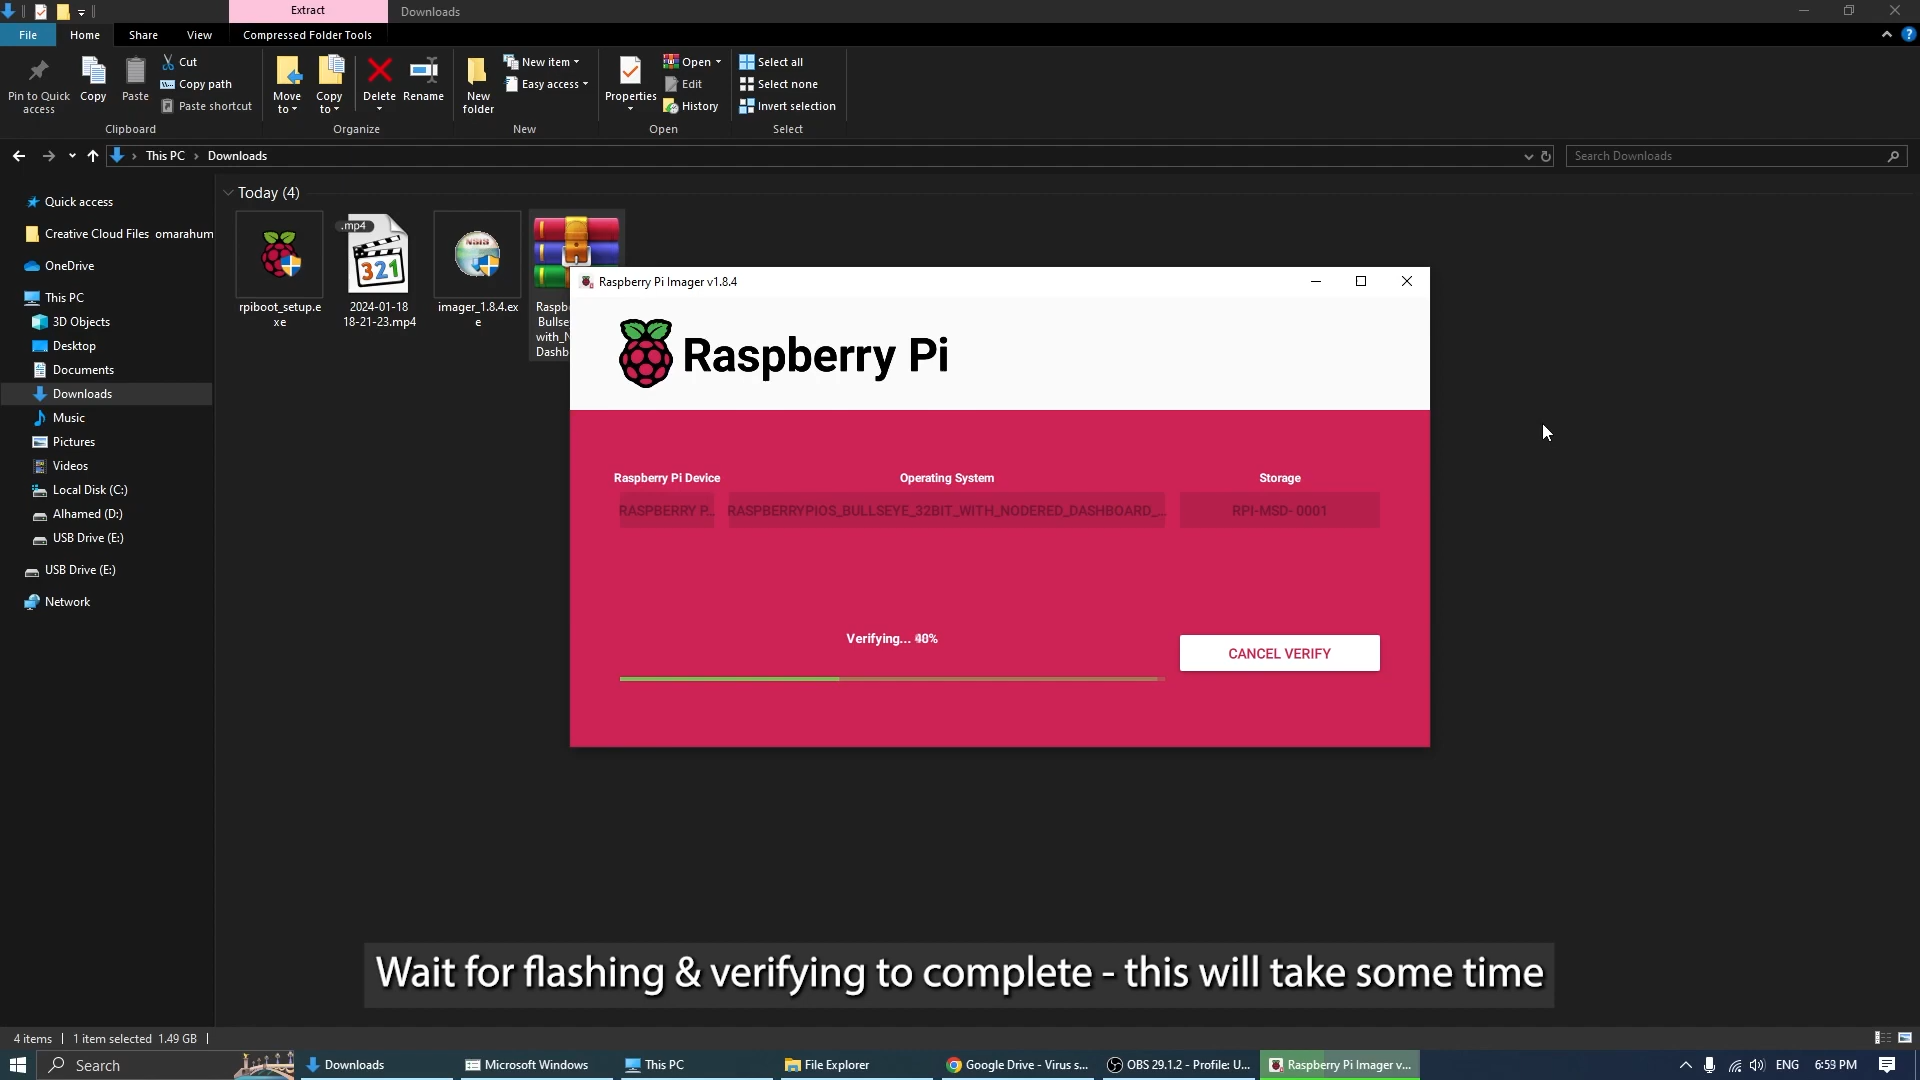 Extract
Downloads
File
Home
Share
View
Compressed Folder Tools
Pin to Quick access
Copy
Paste
Cut
Copy path
Paste shortcut
Clipboard
Move to
Copy to
Delete
Rename
Organize
New folder
New item
Easy access
New
Properties
Open
Edit
History
Open
Select all
Select none
Invert selection
Select
This PC
Downloads
Search Downloads
Quick access
Creative Cloud Files omarahum
OneDrive
This PC
3D Objects
Desktop
Documents
Downloads
Music
Pictures
Videos
Local Disk (C:)
Alhamed (D:)
USB Drive (E:)
USB Drive (E:)
Network
Today (4)
rpiboot_setup.e
xe
.mp4
321
2024-01-18
18-21-23.mp4
NSIS
imager_1.8.4.ex
e
Raspb
Bullse
with_N
Dashb
Raspberry Pi Imager v1.8.4
Raspberry Pi
Raspberry Pi Device
Operating System
Storage
RASPBERRY P...
RASPBERRYPIOS_BULLSEYE_32BIT_WITH_NODERED_DASHBOARD_...
RPI-MSD- 0001
Verifying... 40%
CANCEL VERIFY
Wait for flashing & verifying to complete - this will take some time
4 items
1 item selected 1.49 GB
Search
Downloads
Microsoft Windows
This PC
File Explorer
Google Drive - Virus s...
OBS 29.1.2 - Profile: U...
Raspberry Pi Imager v...
ENG
6:53 PM